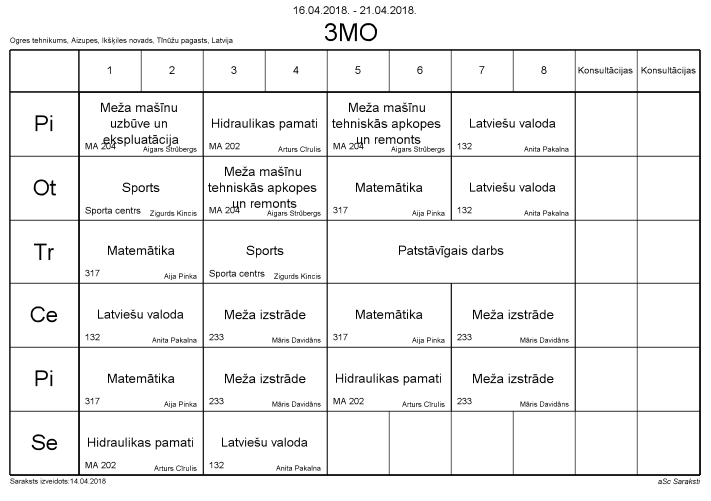 16.04.2018. - 21.04.2018.
3MO
Ogres tehnikums, Aizupes, Ikšķiles novads, Tīnūžu pagasts, Latvija
1 2 3 4 5 6 7 8 Konsultācijas Konsultācijas
Pi
Meža mašīnu
uzbūve un
ekspluatācija
MA 204 Aigars Strūbergs
Hidraulikas pamati
MA 202 Arturs Cīrulis
Meža mašīnu
tehniskās apkopes
un remonts
MA 204 Aigars Strūbergs
Latviešu valoda
132 Anita Pakalna
Ot
Sports
Sporta centrs Zigurds Kincis
Meža mašīnu
tehniskās apkopes
un remonts
MA 204 Aigars Strūbergs
Matemātika
317 Aija Pinka
Latviešu valoda
132 Anita Pakalna
Tr
Matemātika
317 Aija Pinka
Sports
Sporta centrs Zigurds Kincis
Patstāvīgais darbs
Ce
Latviešu valoda
132 Anita Pakalna
Meža izstrāde
233 Māris Davidāns
Matemātika
317 Aija Pinka
Meža izstrāde
233 Māris Davidāns
Pi
Matemātika
317 Aija Pinka
Meža izstrāde
233 Māris Davidāns
Hidraulikas pamati
MA 202 Arturs Cīrulis
Meža izstrāde
233 Māris Davidāns
Se
Hidraulikas pamati
MA 202 Arturs Cīrulis
Latviešu valoda
132 Anita Pakalna
Saraksts izveidots:14.04.2018 aSc Saraksti